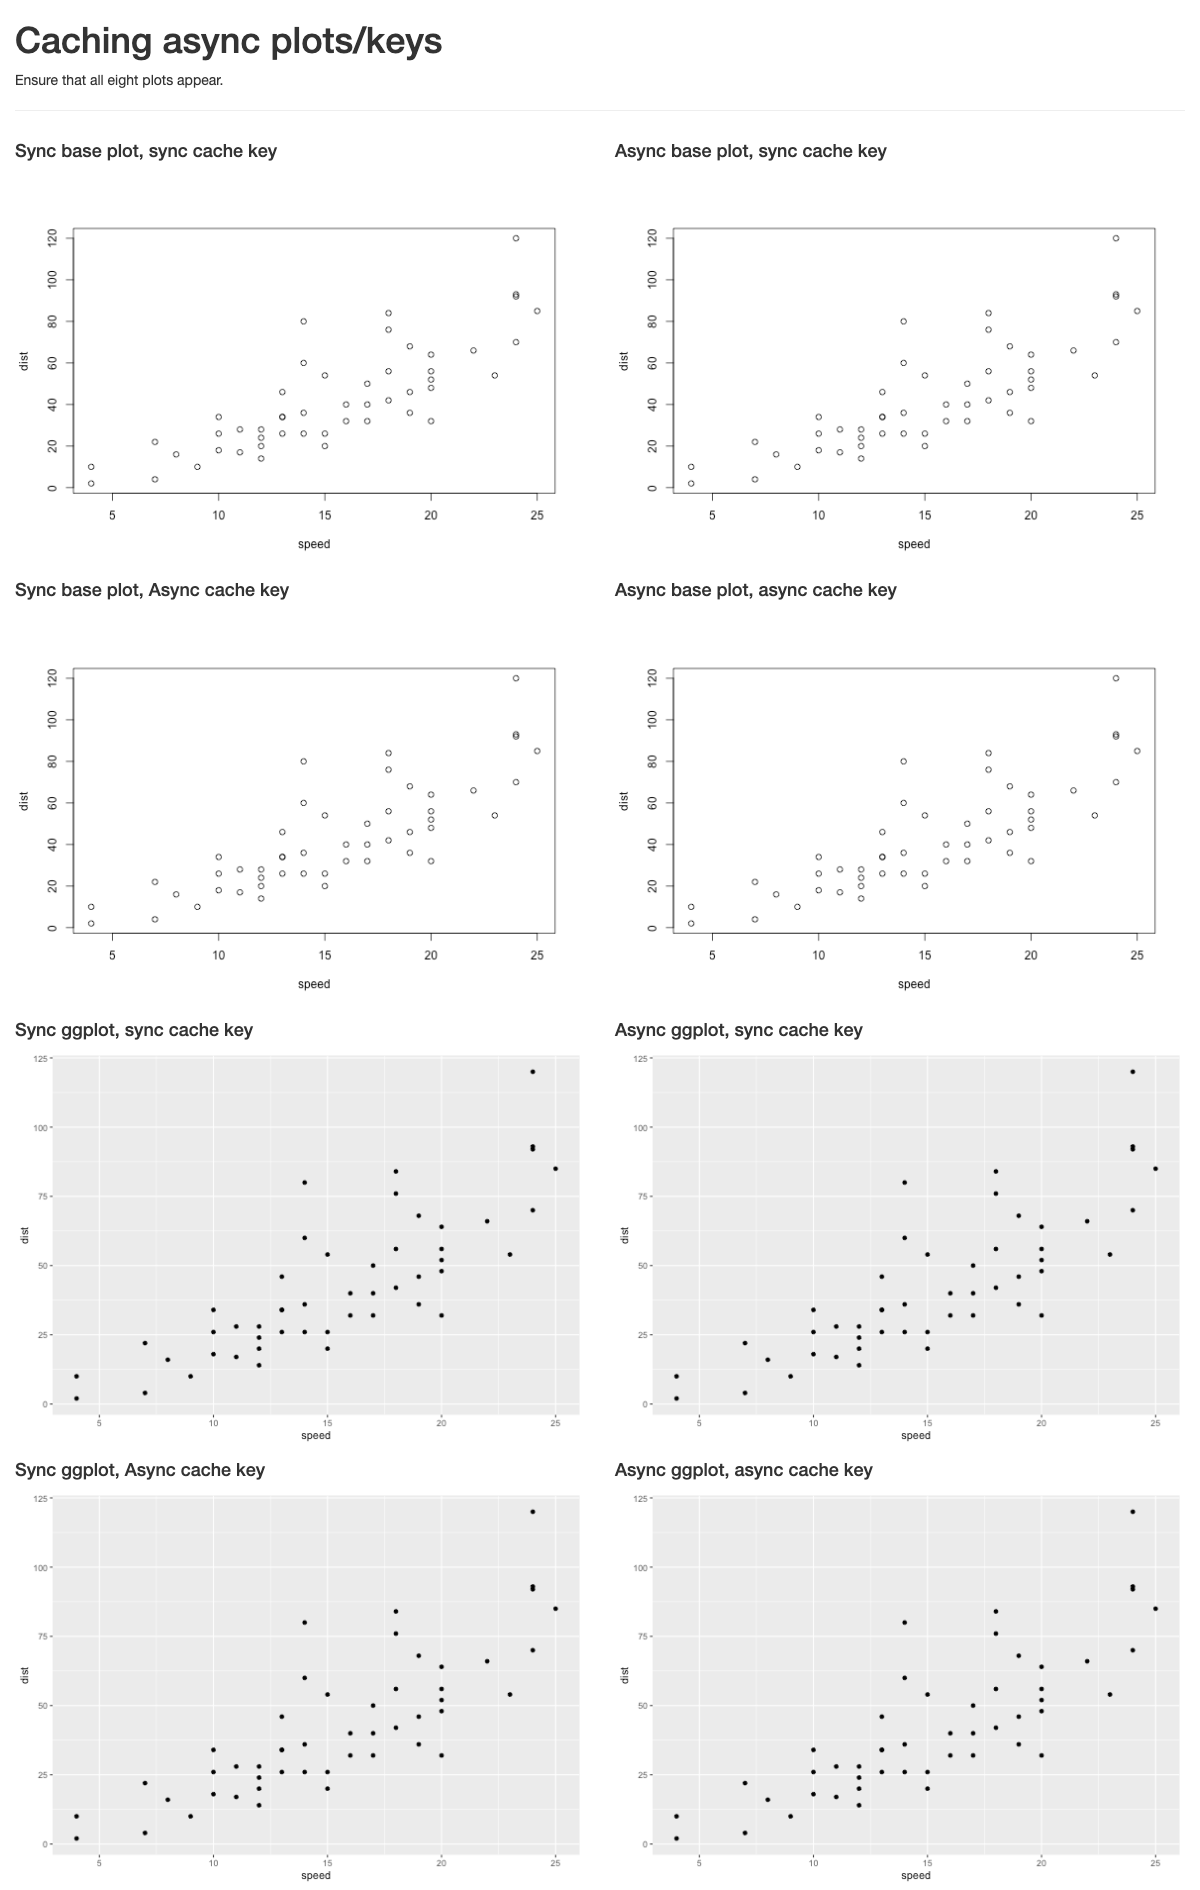 Caching async plots/keys
Ensure that all eight plots appear.
Sync base plot, sync cache key
120
100
80
60
40
20
0
dist
5 10 15 20 25
speed
Async base plot, sync cache key
120
100
80
60
40
20
0
dist
5 10 15 20 25
speed
Sync base plot, Async cache key
120
100
80
60
40
20
0
dist
5 10 15 20 25
speed
Async base plot, async cache key
120
100
80
60
40
20
0
dist
5 10 15 20 25
speed
Sync ggplot, sync cache key
125
100
75
50
25
0
dist
5 10 15 20 25
speed
Async ggplot, sync cache key
125
100
75
50
25
0
dist
5 10 15 20 25
speed
Sync ggplot, Async cache key
125
100
75
50
25
0
dist
5 10 15 20 25
speed
Async ggplot, async cache key
125
100
75
50
25
0
dist
5 10 15 20 25
speed